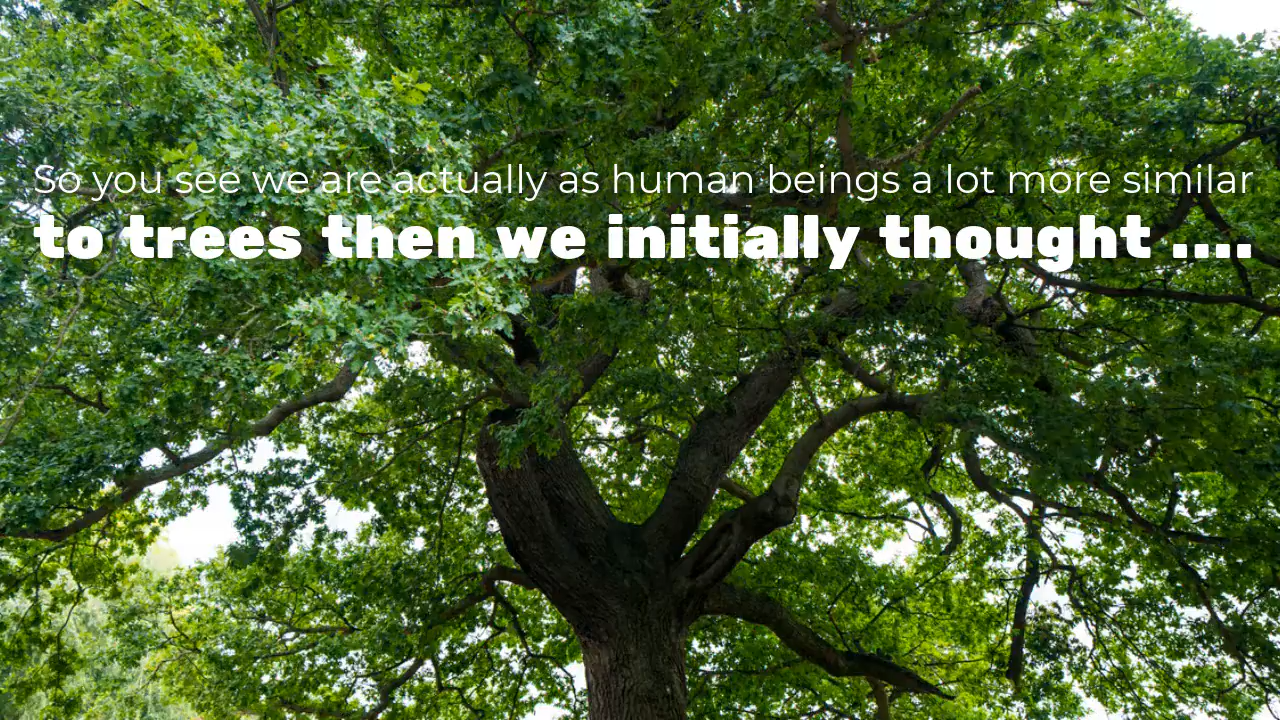 So you see we are actually as human beings a lot more similar
to trees then we initially thought ....